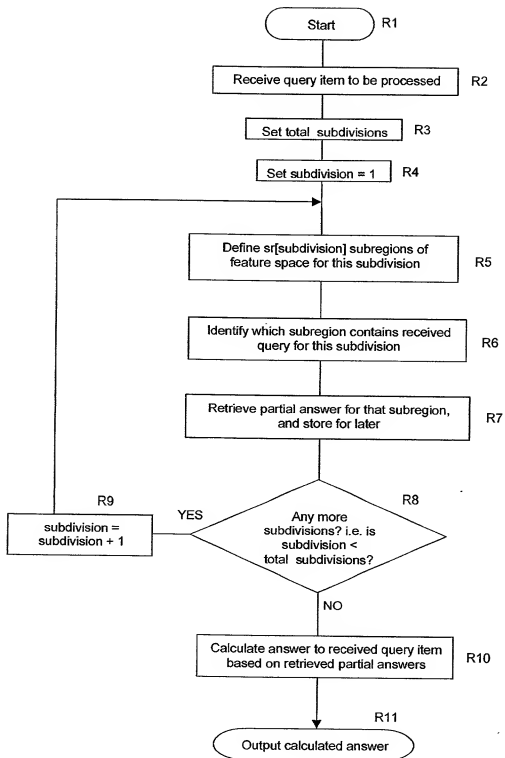 Start R1
Receive query item to be processed R2
Set total subdivisions R3
Set subdivision = 1 R4
Define sr[subdivision] subregions of
feature space for this subdivision R5
Identify which subregion contains received
query for this subdivision R6
Retrieve partial answer for that subregion,
and store for later R7
R8
Any more
subdivisions? i.e. is
subdivision <
total subdivisions?
YES
R9
subdivision =
subdivision + 1
NO
Calculate answer to received query item
based on retrieved partial answers R10
R11
Output calculated answer